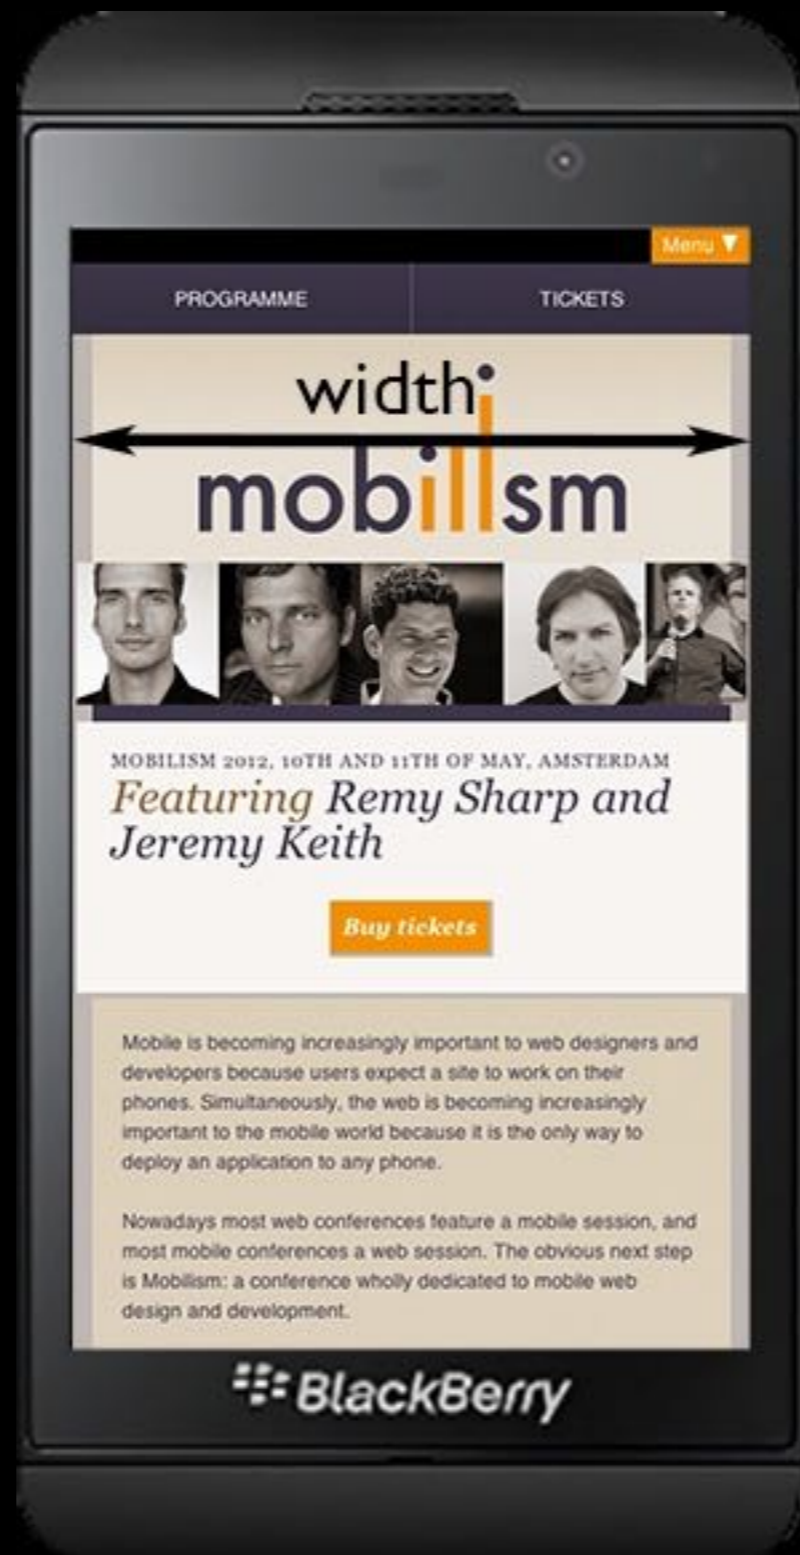 Menu ▼
PROGRAMME TICKETS
width
mobilism
MOBILISM 2012, 10TH AND 11TH OF MAY, AMSTERDAM
Featuring Remy Sharp and
Jeremy Keith
Buy tickets
Mobile is becoming increasingly important to web designers and
developers because users expect a site to work on their
phones. Simultaneously, the web is becoming increasingly
important to the mobile world because it is the only way to
deploy an application to any phone.
Nowadays most web conferences feature a mobile session, and
most mobile conferences a web session. The obvious next step
is Mobilism: a conference wholly dedicated to mobile web
design and development.
BlackBerry